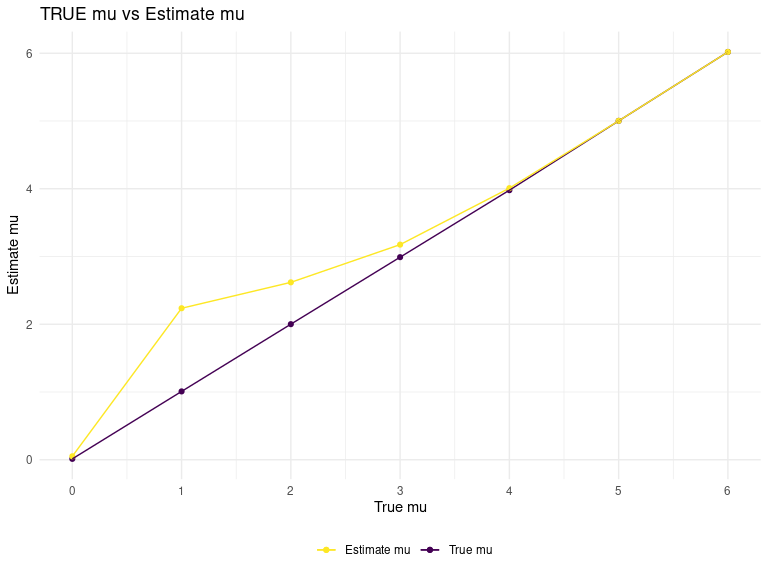 TRUE mu vs Estimate mu
Estimate mu
6
4
2
0
0 1 2 3 4 5 6
True mu
Estimate mu True mu